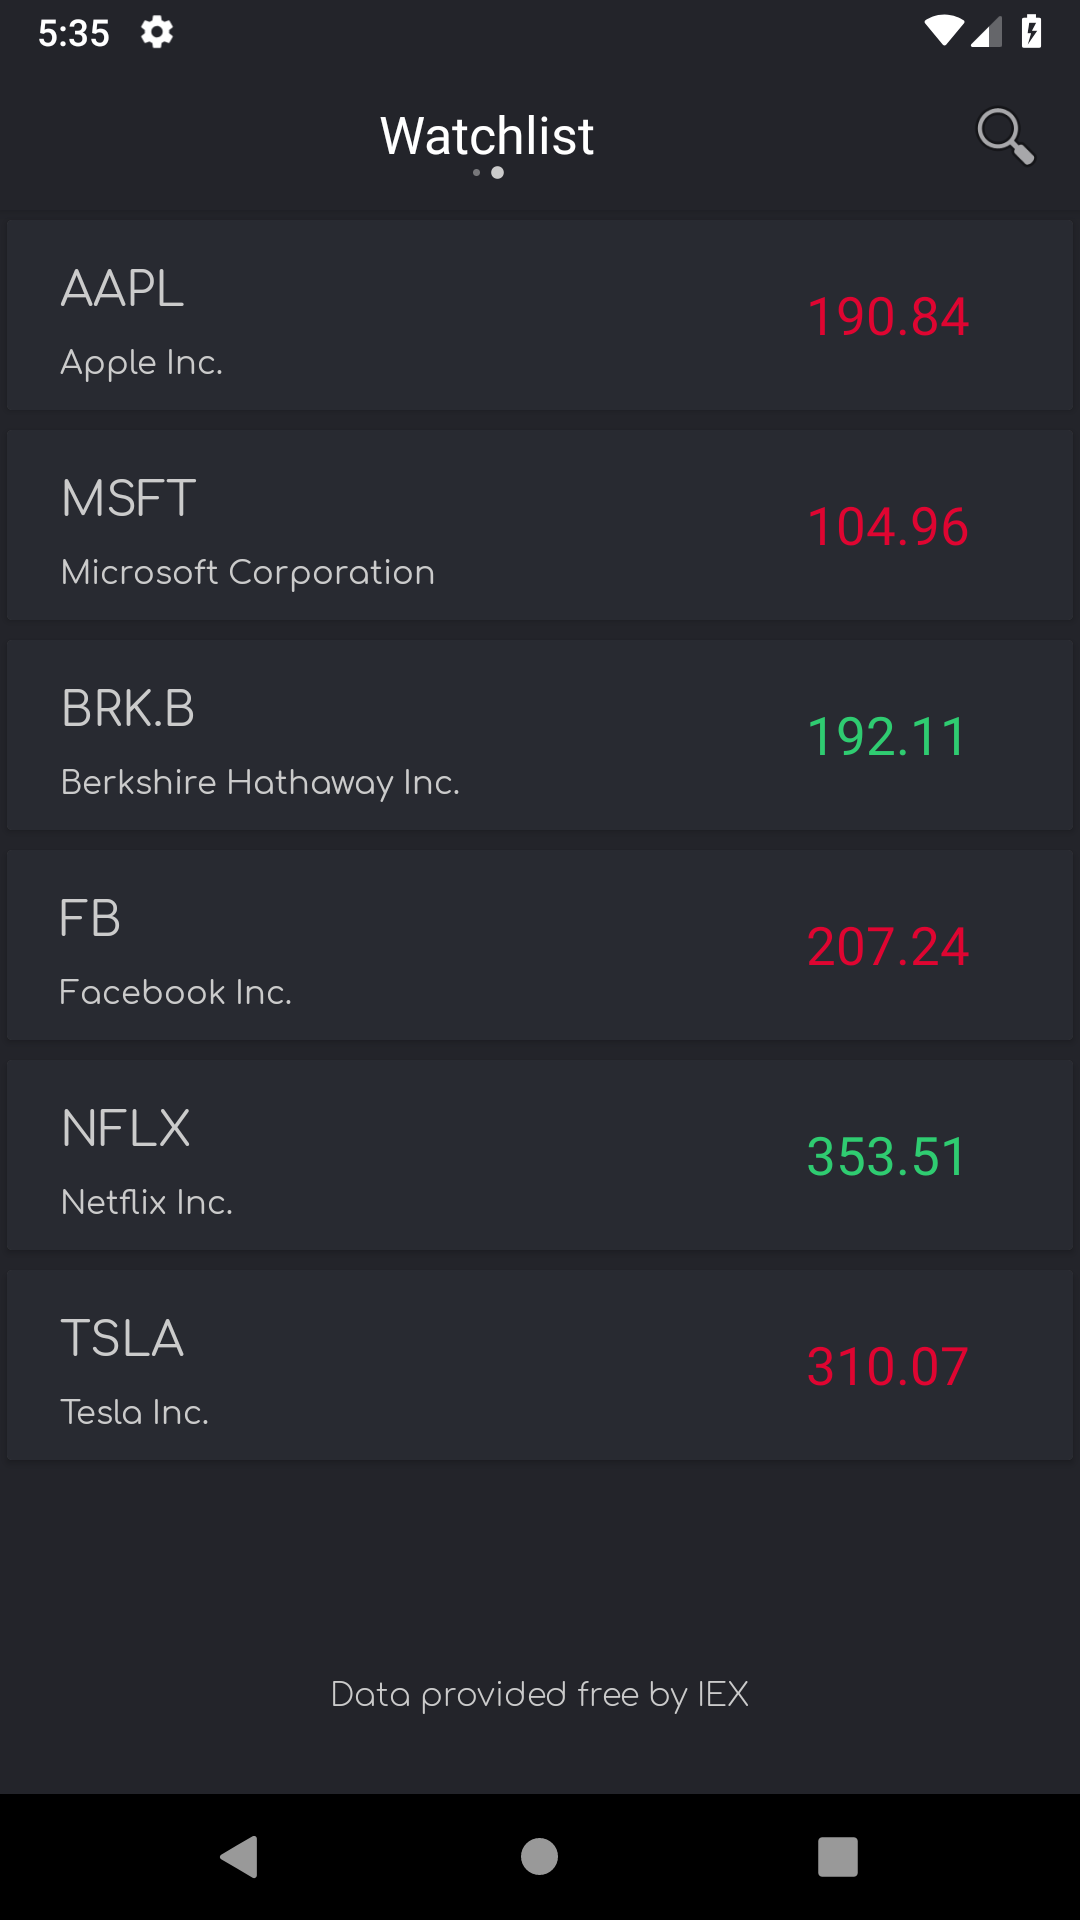 5:35
Watchlist
AAPL
190.84
Apple Inc.
MSFT
104.96
Microsoft Corporation
BRK.B
192.11
Berkshire Hathaway Inc.
FB
207.24
Facebook Inc.
NFLX
353.51
Netflix Inc.
TSLA
310.07
Tesla Inc.
Data provided free by IEX